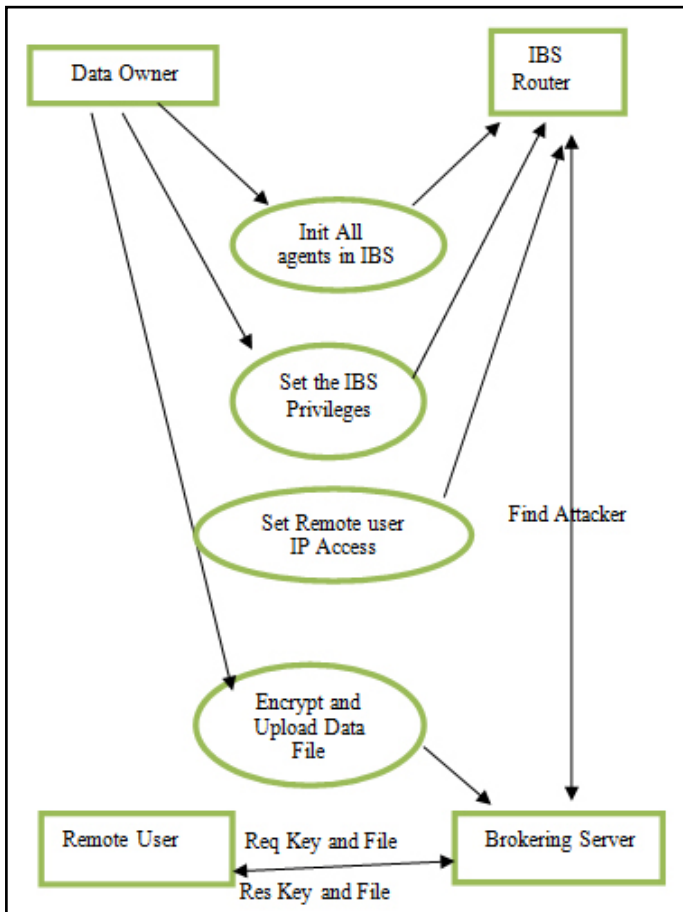 Data Owner
IBS
Router
Init All
agents in IBS
Set the IBS
Privileges
Set Remote user
IP Access
Find Attacker
Encrypt and
Upload Data
File
Remote User
Req Key and File
Brokering Server
Res Key and File